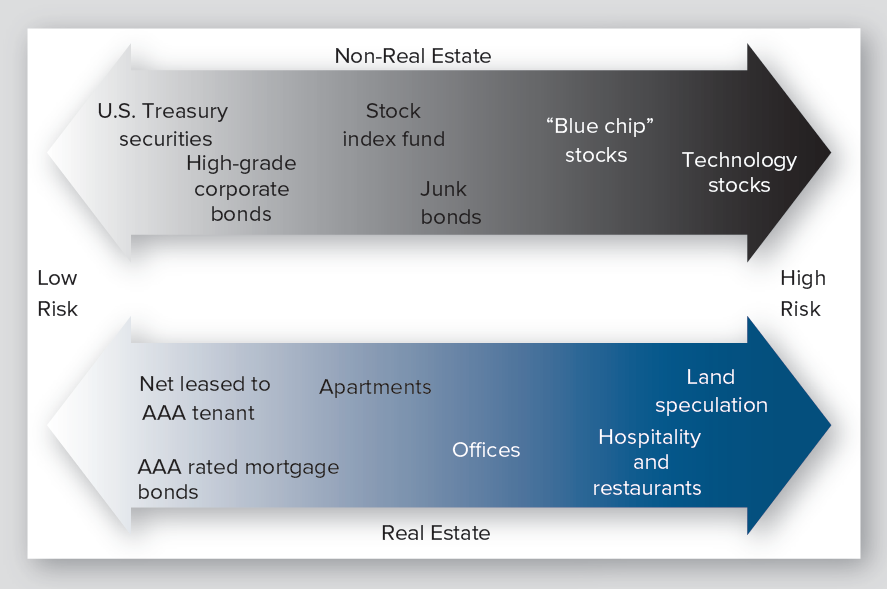 Non-Real Estate
U.S. Treasury
securities
High-grade
corporate
bonds
Stock
index fund
Junk
bonds
“Blue chip”
stocks
Technology
stocks
Low
Risk
High
Risk
Net leased to
AAA tenant
AAA rated mortgage
bonds
Apartments
Offices
Land
speculation
Hospitality
and
restaurants
Real Estate